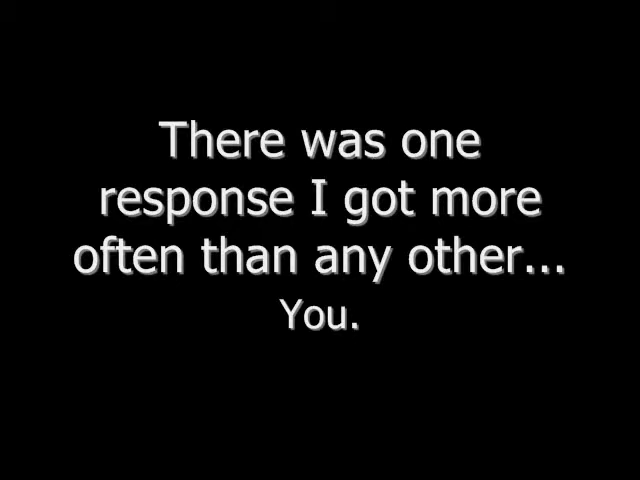 There was one
response I got more
often than any other...
You.